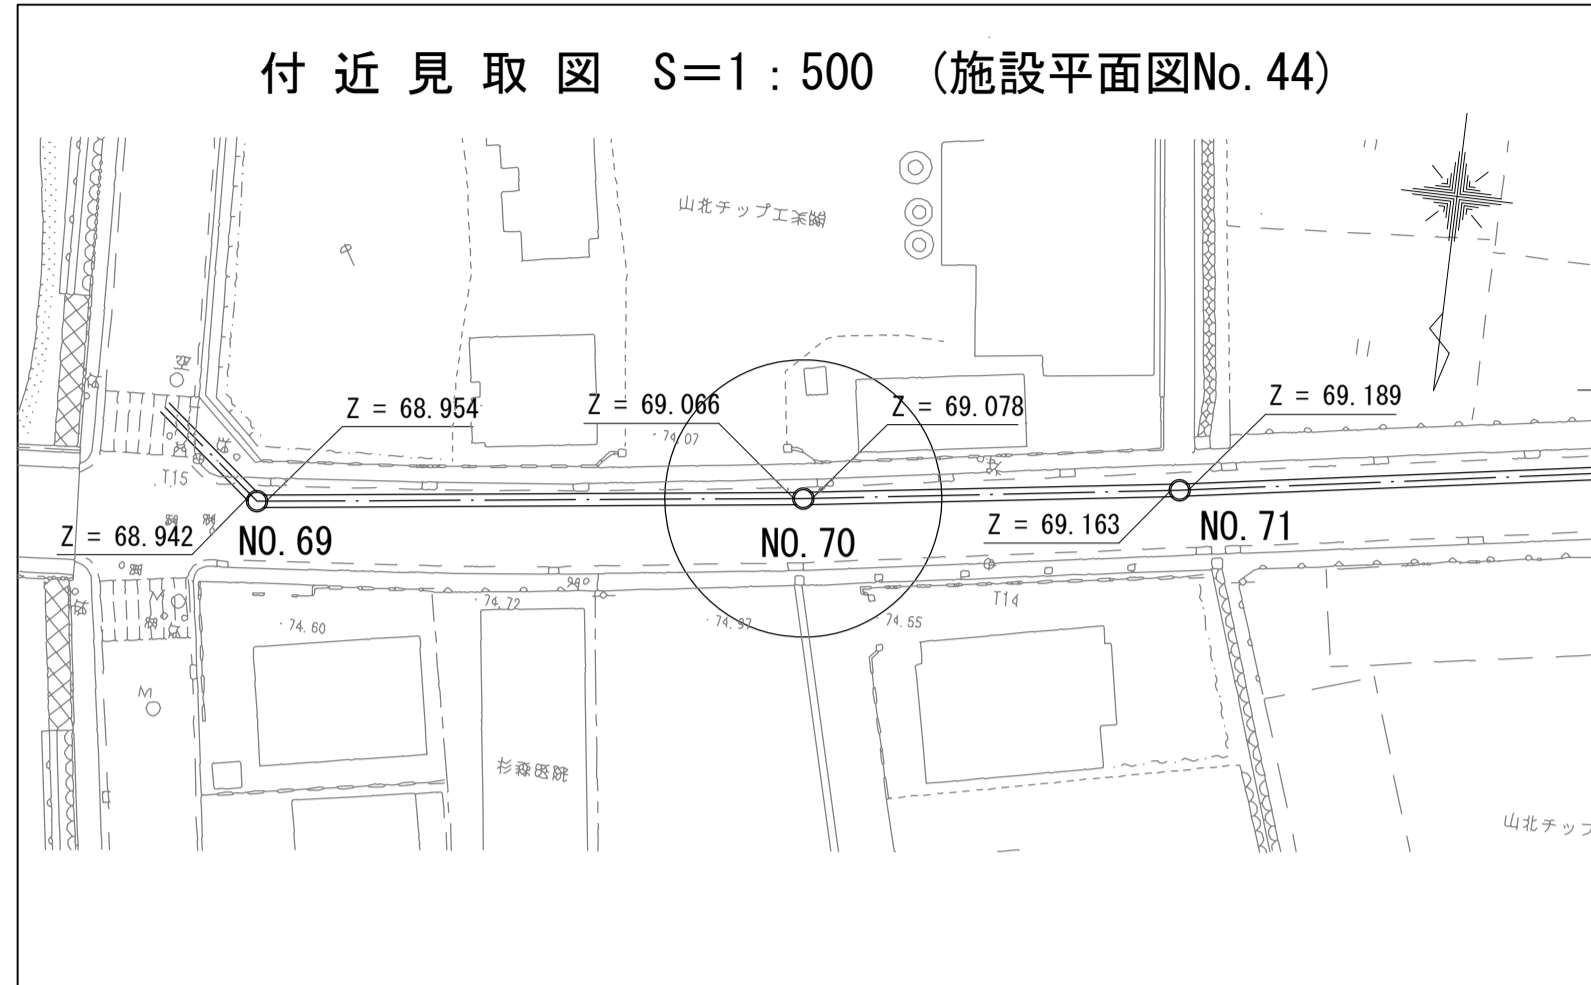 付近見取図 S=1:500 (施設平面図No.44)
山北チップ工業㈱
Z = 68.954
Z = 69.066
Z = 69.078
Z = 69.189
74.07
T15
Z = 68.942
NO.69
NO.70
Z = 69.163
NO.71
74.72
T14
74.60
74.97
74.55
M
M
杉森医院
山北チップ